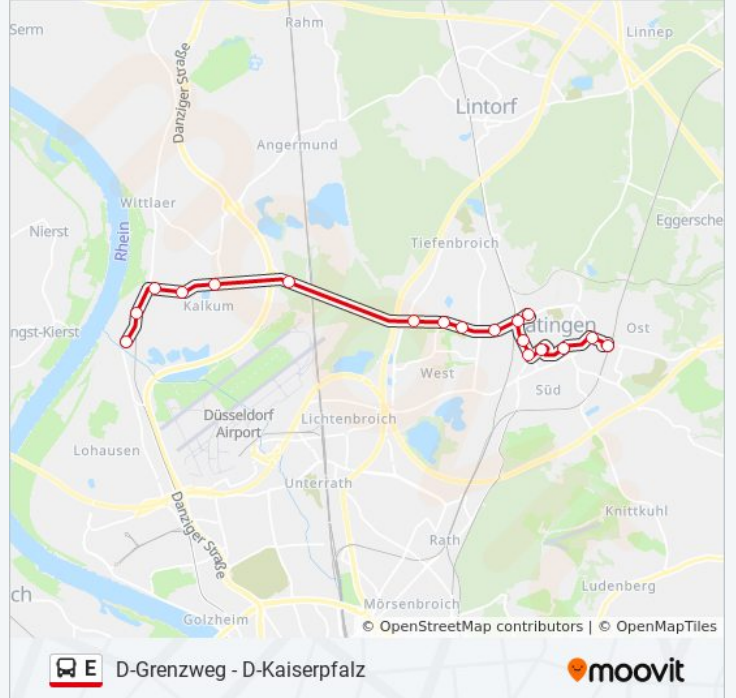 Serm
Rahm
Linnep
Danziger Straße
Lintorf
Angermund
Wittlaer
Rhein
Nierst
Eggersche
Tiefenbroich
Kalkum
ngst-Kierst
atingen
Ost
West
Süd
Düsseldorf
Airport
Lichtenbroich
Lohausen
Unterrath
Danziger Straße
Knittkuhl
Rath
ch
Ludenberg
Mörsenbroich
Golzheim
© OpenStreetMap contributors | © OpenMapTiles
E D-Grenzweg - D-Kaiserpfalz
moovit